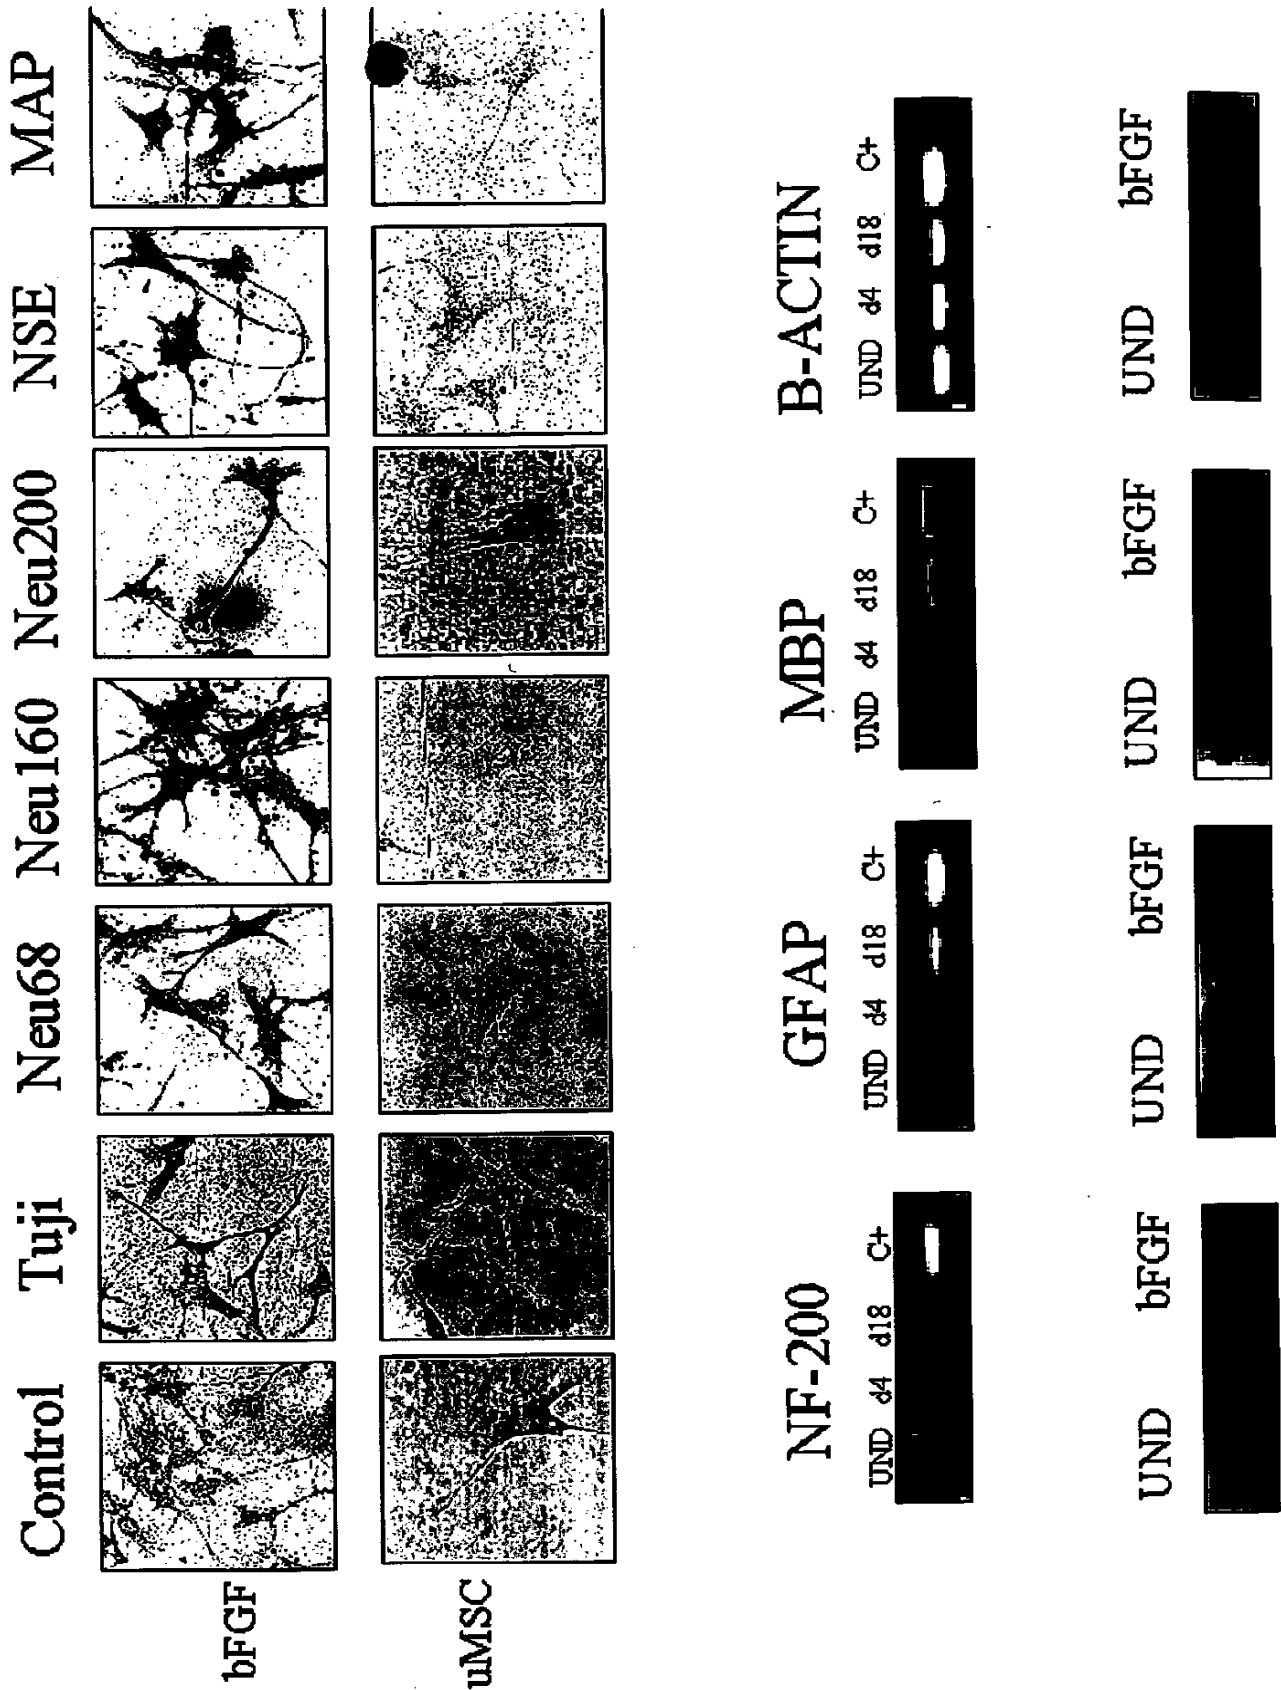 Control Tuji Neu68 Neu160 Neu200 NSE MAP
bFGF
uMSC
NF-200 GFAP MBP B-ACTIN
UND d4 d18 C+ UND d4 d18 C+ UND d4 d18 C+ UND d4 d18 C+
UND bFGF UND bFGF UND bFGF UND bFGF